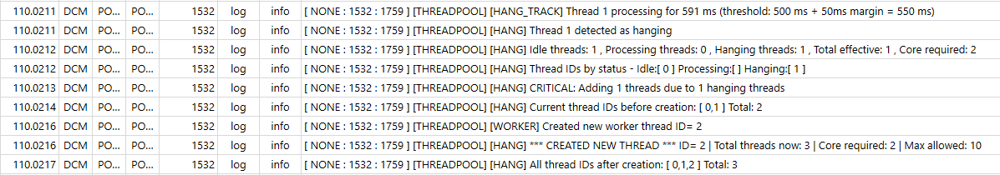 110.0211 DCM PO... PO... 1532 log info [ NONE : 1532 : 1759 ] [THREADPOOL] [HANG_TRACK] Thread 1 processing for 591 ms (threshold: 500 ms + 50ms margin = 550 ms)
110.0211 DCM PO... PO... 1532 log info [ NONE : 1532 : 1759 ] [THREADPOOL] [HANG] Thread 1 detected as hanging
110.0212 DCM PO... PO... 1532 log info [ NONE : 1532 : 1759 ] [THREADPOOL] [HANG] Idle threads: 1 , Processing threads: 0 , Hanging threads: 1 , Total effective: 1 , Core required: 2
110.0212 DCM PO... PO... 1532 log info [ NONE : 1532 : 1759 ] [THREADPOOL] [HANG] Thread IDs by status - Idle:[ 0 ] Processing:[ ] Hanging:[ 1 ]
110.0213 DCM PO... PO... 1532 log info [ NONE : 1532 : 1759 ] [THREADPOOL] [HANG] CRITICAL: Adding 1 threads due to 1 hanging threads
110.0214 DCM PO... PO... 1532 log info [ NONE : 1532 : 1759 ] [THREADPOOL] [HANG] Current thread IDs before creation: [ 0,1 ] Total: 2
110.0216 DCM PO... PO... 1532 log info [ NONE : 1532 : 1759 ] [THREADPOOL] [WORKER] Created new worker thread ID= 2
110.0216 DCM PO... PO... 1532 log info [ NONE : 1532 : 1759 ] [THREADPOOL] [HANG] *** CREATED NEW THREAD *** ID= 2 | Total threads now: 3 | Core required: 2 | Max allowed: 10
110.0217 DCM PO... PO... 1532 log info [ NONE : 1532 : 1759 ] [THREADPOOL] [HANG] All thread IDs after creation: [ 0,1,2 ] Total: 3